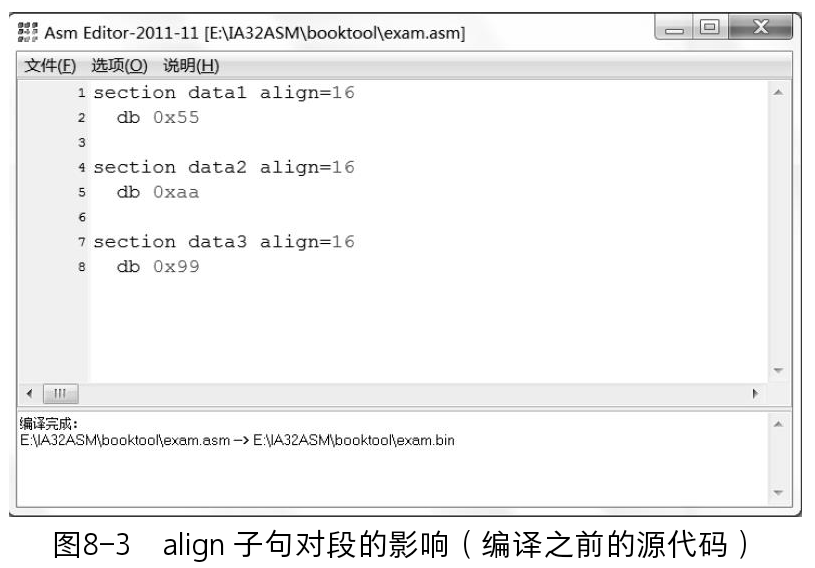 Asm Editor-2011-11 [E:\IA32ASM\booktool\exam.asm]
文件(F) 选项(O) 说明(H)
1 section data1 align=16
2 db 0x55
3
4 section data2 align=16
5 db 0xaa
6
7 section data3 align=16
8 db 0x99
编译完成:
E:\IA32ASM\booktool\exam.asm -> E:\IA32ASM\booktool\exam.bin
图8-3 align 子句对段的影响（编译之前的源代码）